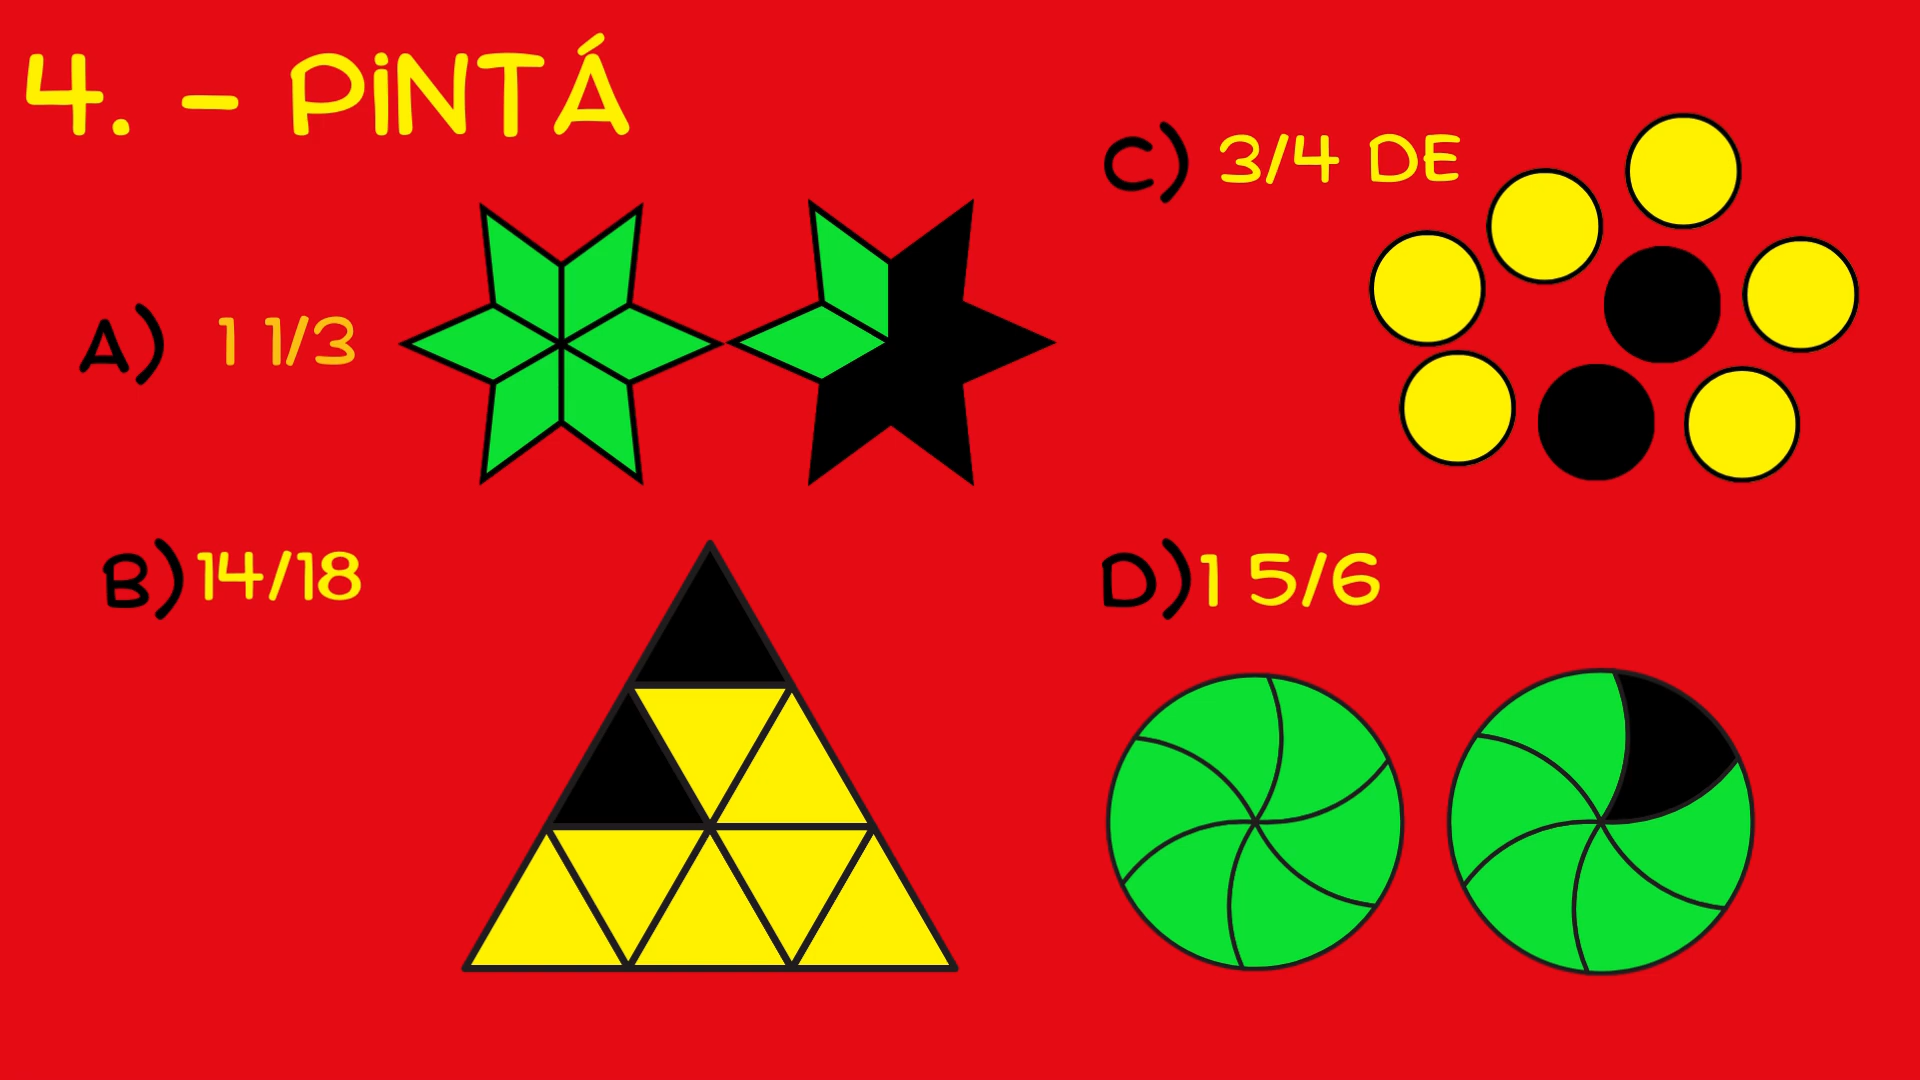 4. - PiNTÁ
A) 1 1/3
B) 14/18
C) 3/4 DE
D) 1 5/6